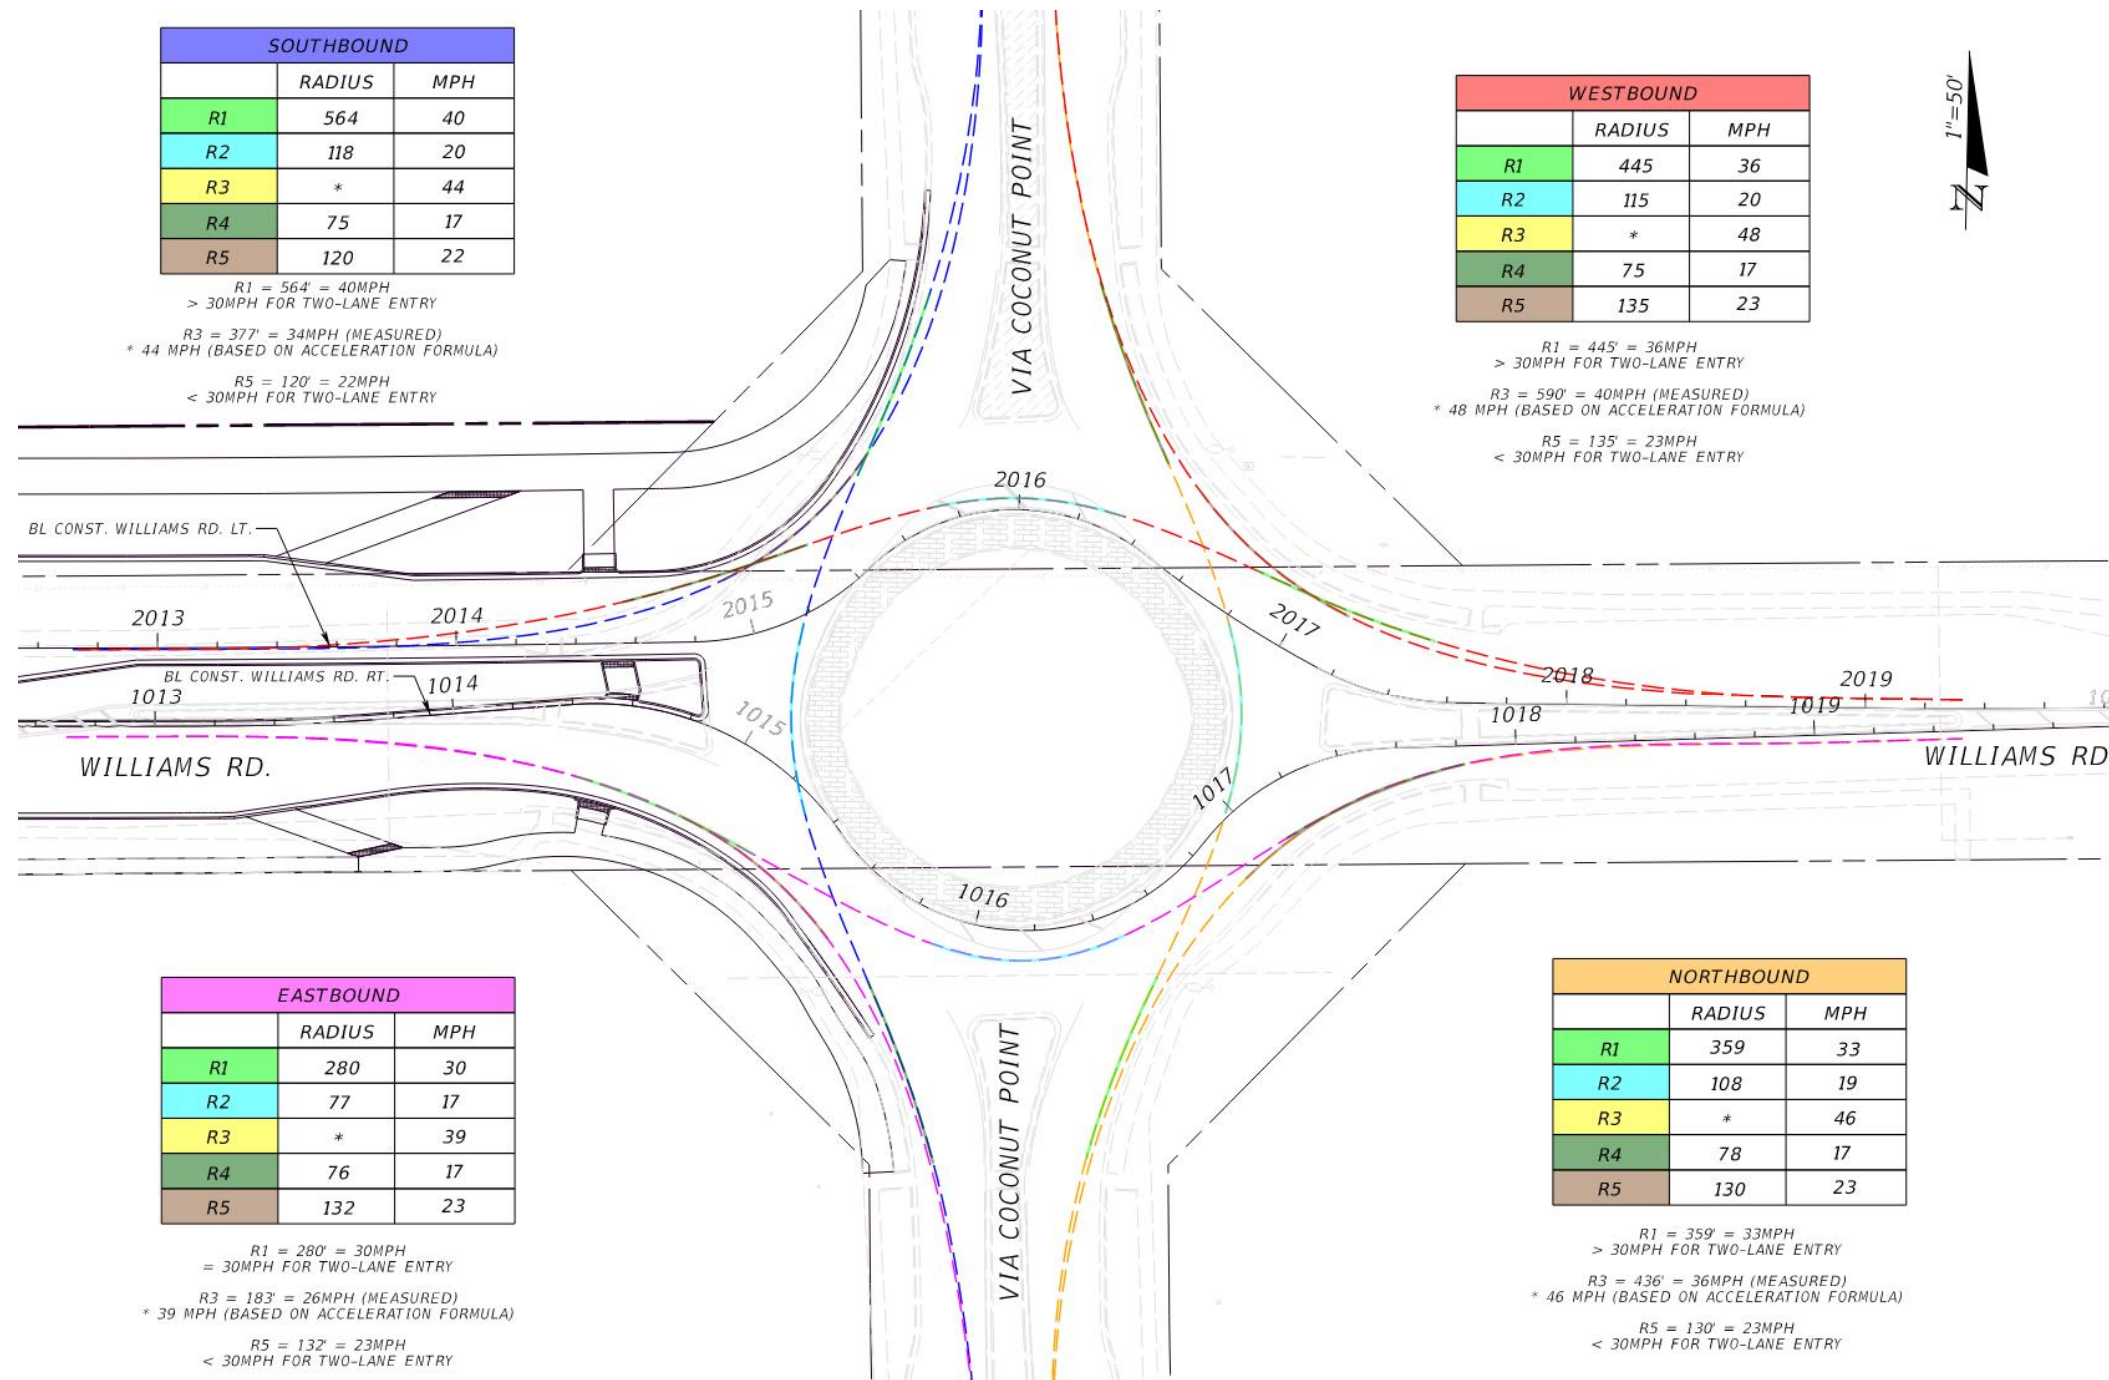 SOUTHBOUND
RADIUS MPH
R1 564 40
R2 118 20
R3 * 44
R4 75 17
R5 120 22
R1 = 564' = 40MPH
> 30MPH FOR TWO-LANE ENTRY
R3 = 377' = 34MPH (MEASURED)
* 44 MPH (BASED ON ACCELERATION FORMULA)
R5 = 120' = 22MPH
< 30MPH FOR TWO-LANE ENTRY
WESTBOUND
RADIUS MPH
R1 445 36
R2 115 20
R3 * 48
R4 75 17
R5 135 23
R1 = 445' = 36MPH
> 30MPH FOR TWO-LANE ENTRY
R3 = 590' = 40MPH (MEASURED)
* 48 MPH (BASED ON ACCELERATION FORMULA)
R5 = 135' = 23MPH
< 30MPH FOR TWO-LANE ENTRY
1"=50'
N
VIA COCONUT POINT
2016
BL CONST. WILLIAMS RD. LT.
2013
2014
2015
2017
2018
2019
BL CONST. WILLIAMS RD. RT.
1013
1014
1015
1016
1017
1018
1019
10
WILLIAMS RD.
WILLIAMS RD
VIA COCONUT POINT
EASTBOUND
RADIUS MPH
R1 280 30
R2 77 17
R3 * 39
R4 76 17
R5 132 23
R1 = 280' = 30MPH
= 30MPH FOR TWO-LANE ENTRY
R3 = 183' = 26MPH (MEASURED)
* 39 MPH (BASED ON ACCELERATION FORMULA)
R5 = 132' = 23MPH
< 30MPH FOR TWO-LANE ENTRY
NORTHBOUND
RADIUS MPH
R1 359 33
R2 108 19
R3 * 46
R4 78 17
R5 130 23
R1 = 359' = 33MPH
> 30MPH FOR TWO-LANE ENTRY
R3 = 436' = 36MPH (MEASURED)
* 46 MPH (BASED ON ACCELERATION FORMULA)
R5 = 130' = 23MPH
< 30MPH FOR TWO-LANE ENTRY